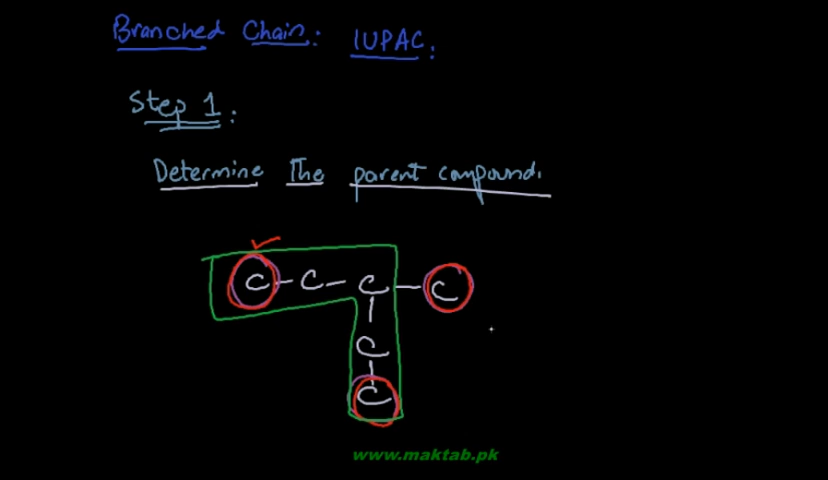 Branched Chain: IUPAC:
Step 1:
Determine The parent compound.
C - C - C - C
C
C
www.maktab.pk